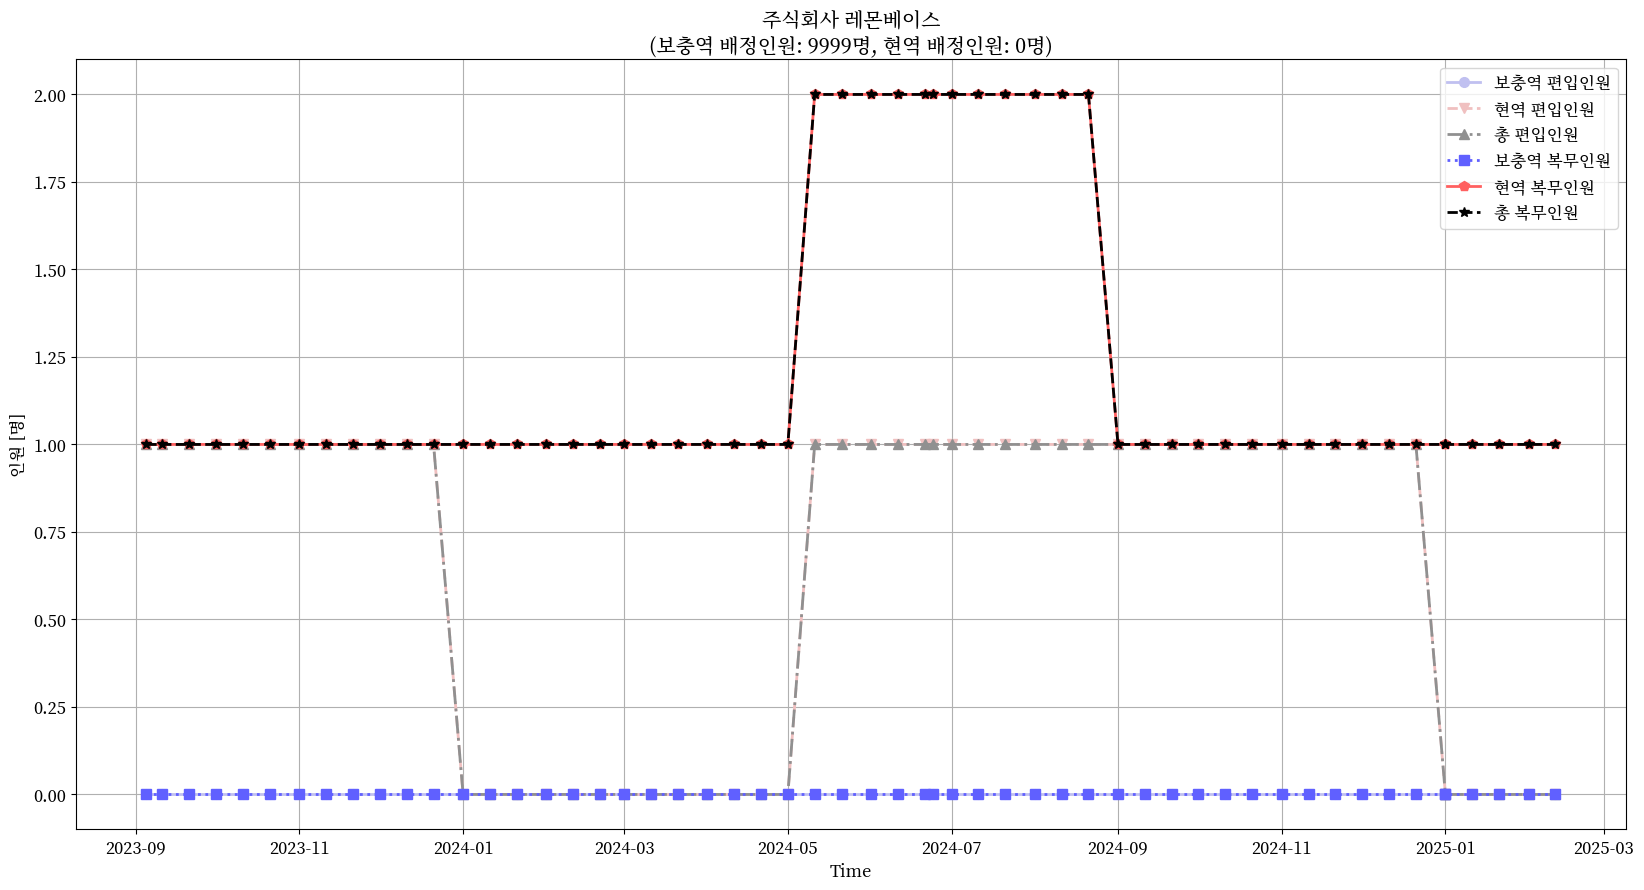 주식회사 레몬베이스
(보충역 배정인원: 9999명, 현역 배정인원: 0명)
보충역 편입인원
현역 편입인원
총 편입인원
보충역 복무인원
현역 복무인원
총 복무인원
인원 [명]
2.00
1.75
1.50
1.25
1.00
0.75
0.50
0.25
0.00
2023-09
2023-11
2024-01
2024-03
2024-05
2024-07
2024-09
2024-11
2025-01
2025-03
Time